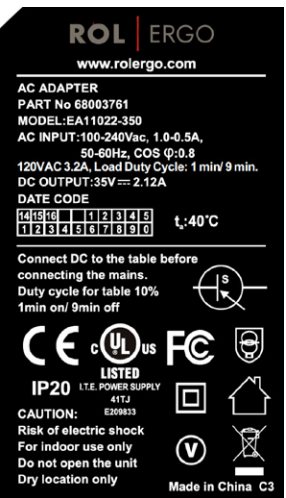 ROL | ERGO
www.rolergo.com
AC ADAPTER
PART No 68003761
MODEL:EA11022-350
AC INPUT:100-240Vac, 1.0-0.5A,
50-60Hz, COS φ:0.8
120VAC 3.2A, Load Duty Cycle: 1 min/ 9 min.
DC OUTPUT:35V⎓ 2.12A
DATE CODE
14 15 16 1 2 3 4 5
1 2 3 4 5 6 7 8 9 0
tₐ:40℃
Connect DC to the table before
connecting the mains.
Duty cycle for table 10%
1min on/ 9min off
S
CE c UL us FC
LISTED
I.T.E. POWER SUPPLY
41TJ
E209833
IP20
CAUTION:
Risk of electric shock
For indoor use only
Do not open the unit
Dry location only
V
Made in China C3